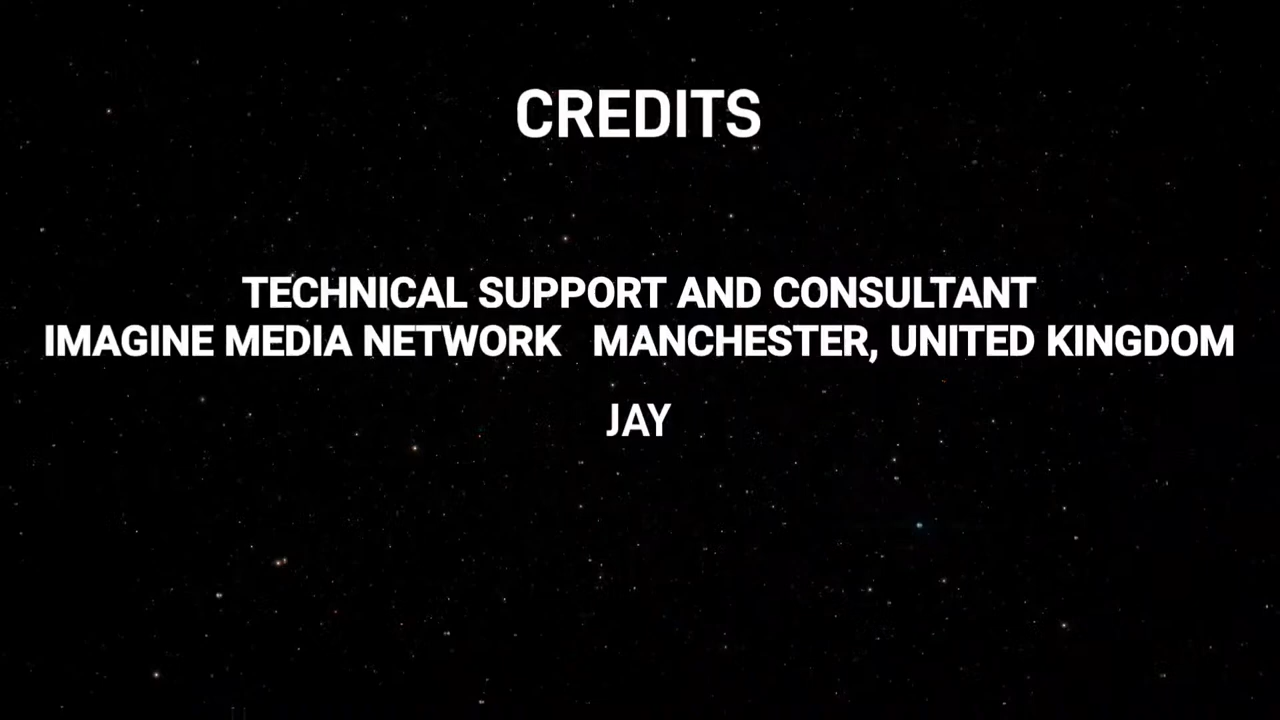 CREDITS
TECHNICAL SUPPORT AND CONSULTANT
IMAGINE MEDIA NETWORK   MANCHESTER, UNITED KINGDOM
JAY